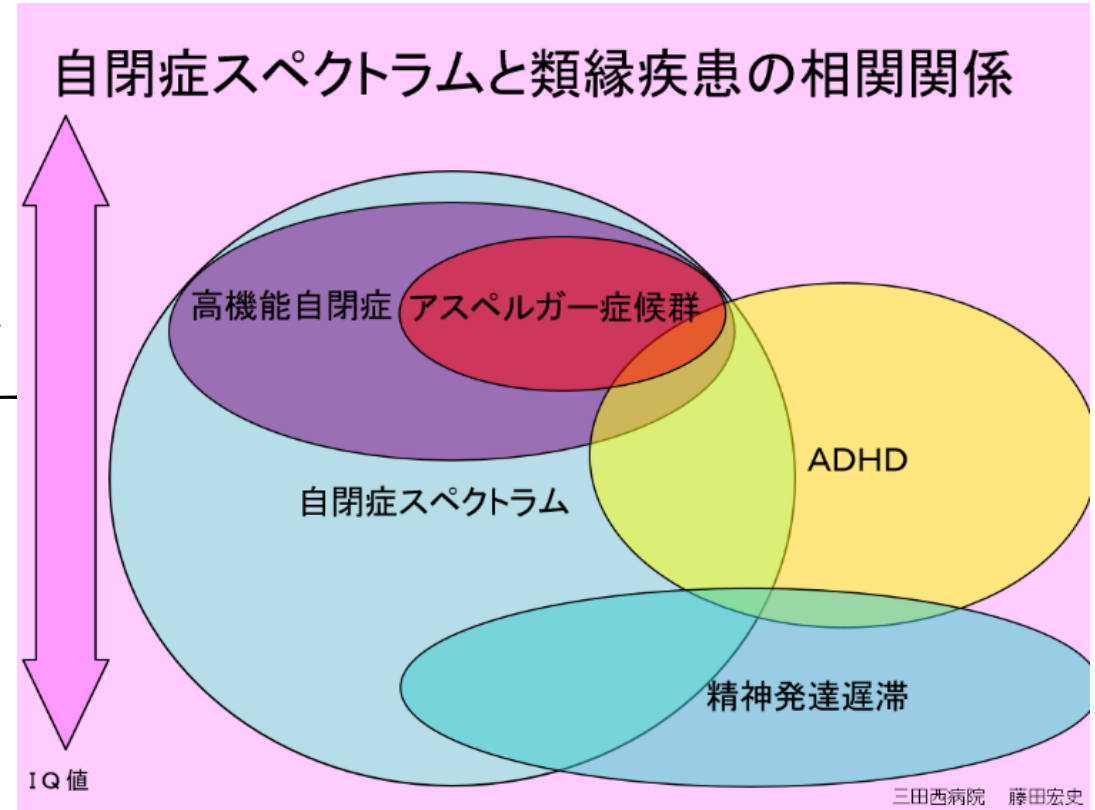 自閉症スペクトラムと類縁疾患の相関関係
高機能自閉症
アスペルガー症候群
ADHD
自閉症スペクトラム
精神発達遅滞
IQ値
三田西病院　藤田宏史